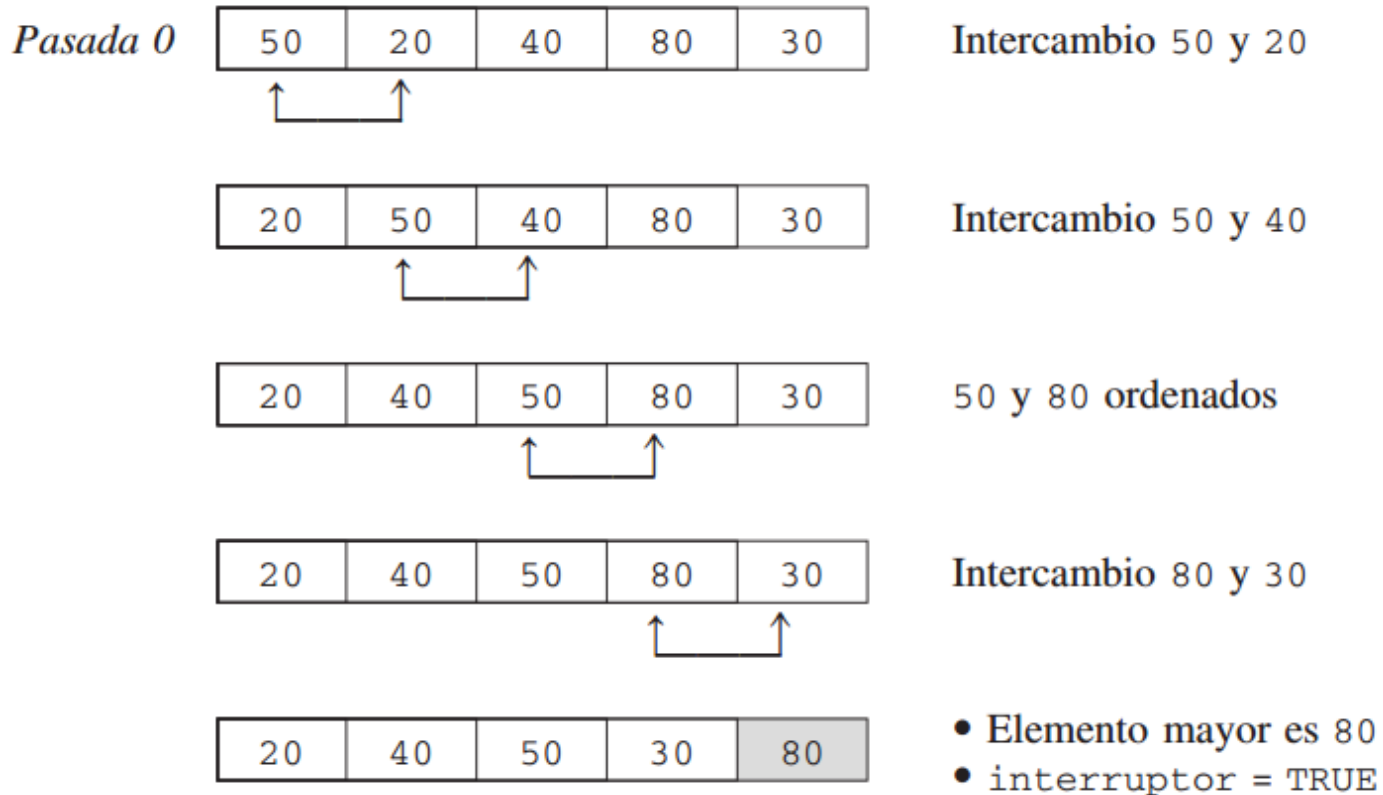 Pasada 0 50 20 40 80 30 Intercambio 50 y 20
20 50 40 80 30 Intercambio 50 y 40
20 40 50 80 30 50 y 80 ordenados
20 40 50 80 30 Intercambio 80 y 30
20 40 50 30 80 • Elemento mayor es 80
• interruptor = TRUE